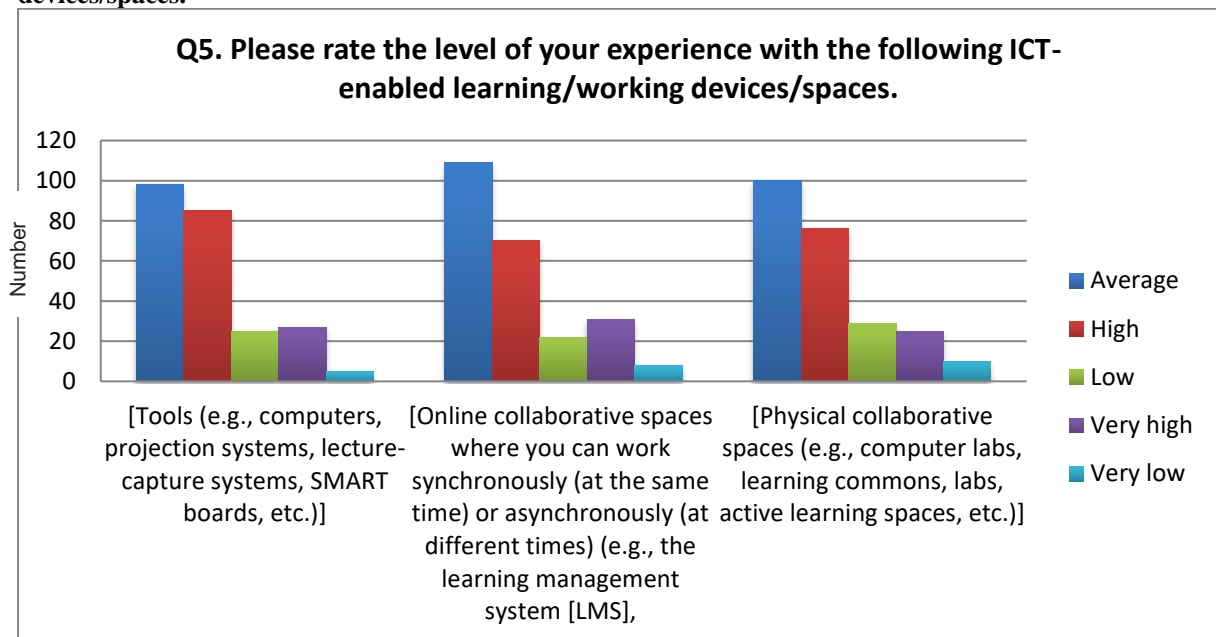 devices/spaces.
Q5. Please rate the level of your experience with the following ICT-
enabled learning/working devices/spaces.
120
100
80
60
40
20
0
Number
[Tools (e.g., computers,
projection systems, lecture-
capture systems, SMART
boards, etc.)]
[Online collaborative spaces
where you can work
synchronously (at the same
time) or asynchronously (at
different times) (e.g., the
learning management
system [LMS],
[Physical collaborative
spaces (e.g., computer labs,
learning commons, labs,
active learning spaces, etc.)]
Average
High
Low
Very high
Very low